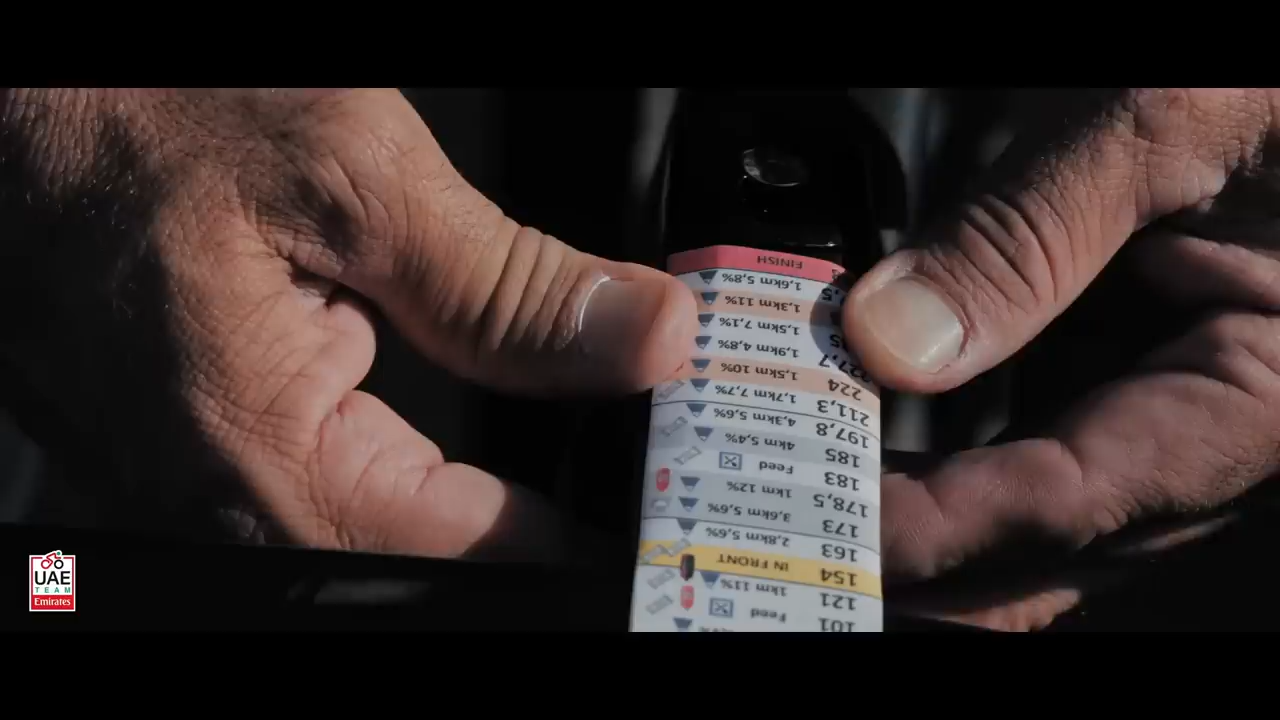 101 Feed
121 1km 11%
154 IN FRONT
163 2,8km 5,6%
173 3,6km 5,6%
178,5 1km 12%
183 Feed
185 4km 5,4%
197,8 4,3km 5,6%
211,3 1,7km 7,7%
224 1,5km 10%
1,9km 4,8%
1,5km 7,1%
1,3km 11%
1,6km 5,8%
FINISH
UAE
TEAM
Emirates